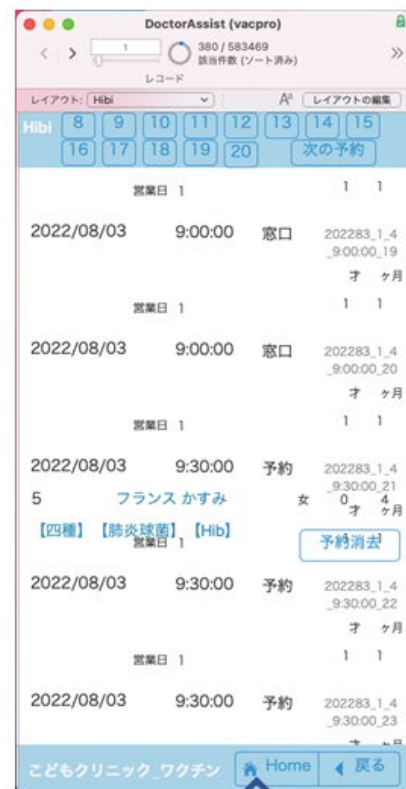 DoctorAssist (vacpro)
1
380 / 583469
該当件数 (ソート済み)
レコード
レイアウト: Hibi
レイアウトの編集
Hibi 8 9 10 11 12 13 14 15
16 17 18 19 20 次の予約
営業日 1 1 1
2022/08/03 9:00:00 窓口 202283_1_4
_9:00:00_19
才 ヶ月
営業日 1 1 1
2022/08/03 9:00:00 窓口 202283_1_4
_9:00:00_20
才 ヶ月
営業日 1 1 1
2022/08/03 9:30:00 予約 202283_1_4
_9:30:00_21
5 フランス かすみ 女 0 4
才 ヶ月
【四種】【肺炎球菌】【Hib】
営業日 1 予約消去
2022/08/03 9:30:00 予約 202283_1_4
_9:30:00_22
才 ヶ月
営業日 1 1 1
2022/08/03 9:30:00 予約 202283_1_4
_9:30:00_23
こどもクリニック_ワクチン Home 戻る